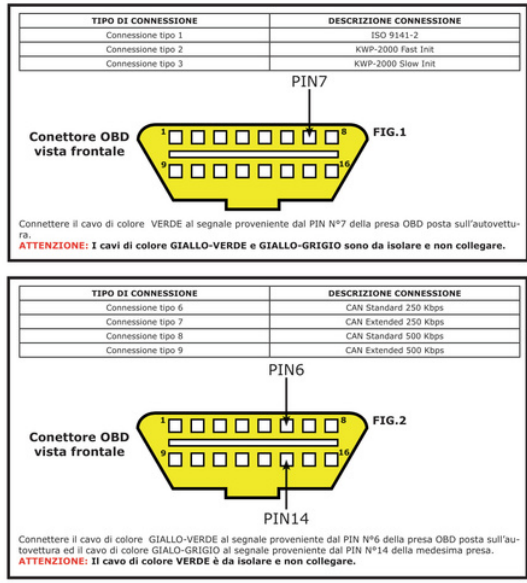 TIPO DI CONNESSIONE DESCRIZIONE CONNESSIONE
Connessione tipo 1 ISO 9141-2
Connessione tipo 2 KWP-2000 Fast Init
Connessione tipo 3 KWP-2000 Slow Init
PIN7
1 8 FIG.1
Conettore OBD
vista frontale
9 16
Connettere il cavo di colore VERDE al segnale proveniente dal PIN N°7 della presa OBD posta sull'autovettu-
ra.
ATTENZIONE: I cavi di colore GIALLO-VERDE e GIALLO-GRIGIO sono da isolare e non collegare.
TIPO DI CONNESSIONE DESCRIZIONE CONNESSIONE
Connessione tipo 6 CAN Standard 250 Kbps
Connessione tipo 7 CAN Extended 250 Kbps
Connessione tipo 8 CAN Standard 500 Kbps
Connessione tipo 9 CAN Extended 500 Kbps
PIN6
1 8 FIG.2
Conettore OBD
vista frontale
9 16
PIN14
Connettere il cavo di colore GIALLO-VERDE al segnale proveniente dal PIN N°6 della presa OBD posta sull'au-
tovettura ed il cavo di colore GIALO-GRIGIO al segnale proveniente dal PIN N°14 della medesima presa.
ATTENZIONE: Il cavo di colore VERDE è da isolare e non collegare.